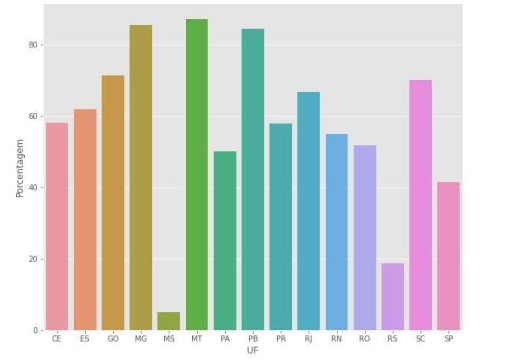 80
60
40
20
0
Porcentagem
CE ES GO MG MS MT PA PB PR RJ RN RO RS SC SP
UF